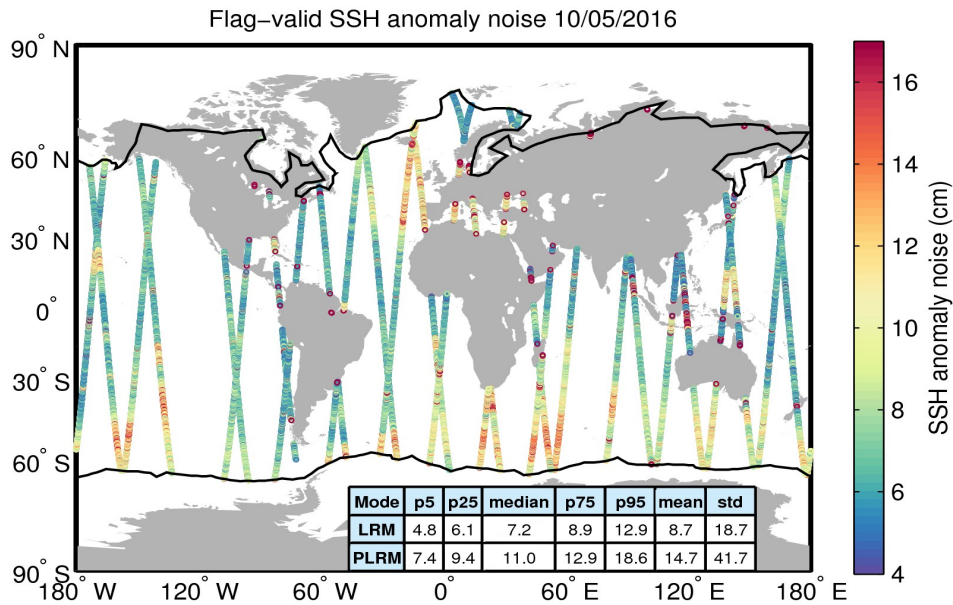 Flag−valid SSH anomaly noise 10/05/2016
90° N
60° N
30° N
0°
30° S
60° S
90° S
180° W
120° W
60° W
0°
60° E
120° E
180° E
16
14
12
10
8
6
4
SSH anomaly noise (cm)
Mode p5 p25 median p75 p95 mean std
LRM 4.8 6.1 7.2 8.9 12.9 8.7 18.7
PLRM 7.4 9.4 11.0 12.9 18.6 14.7 41.7